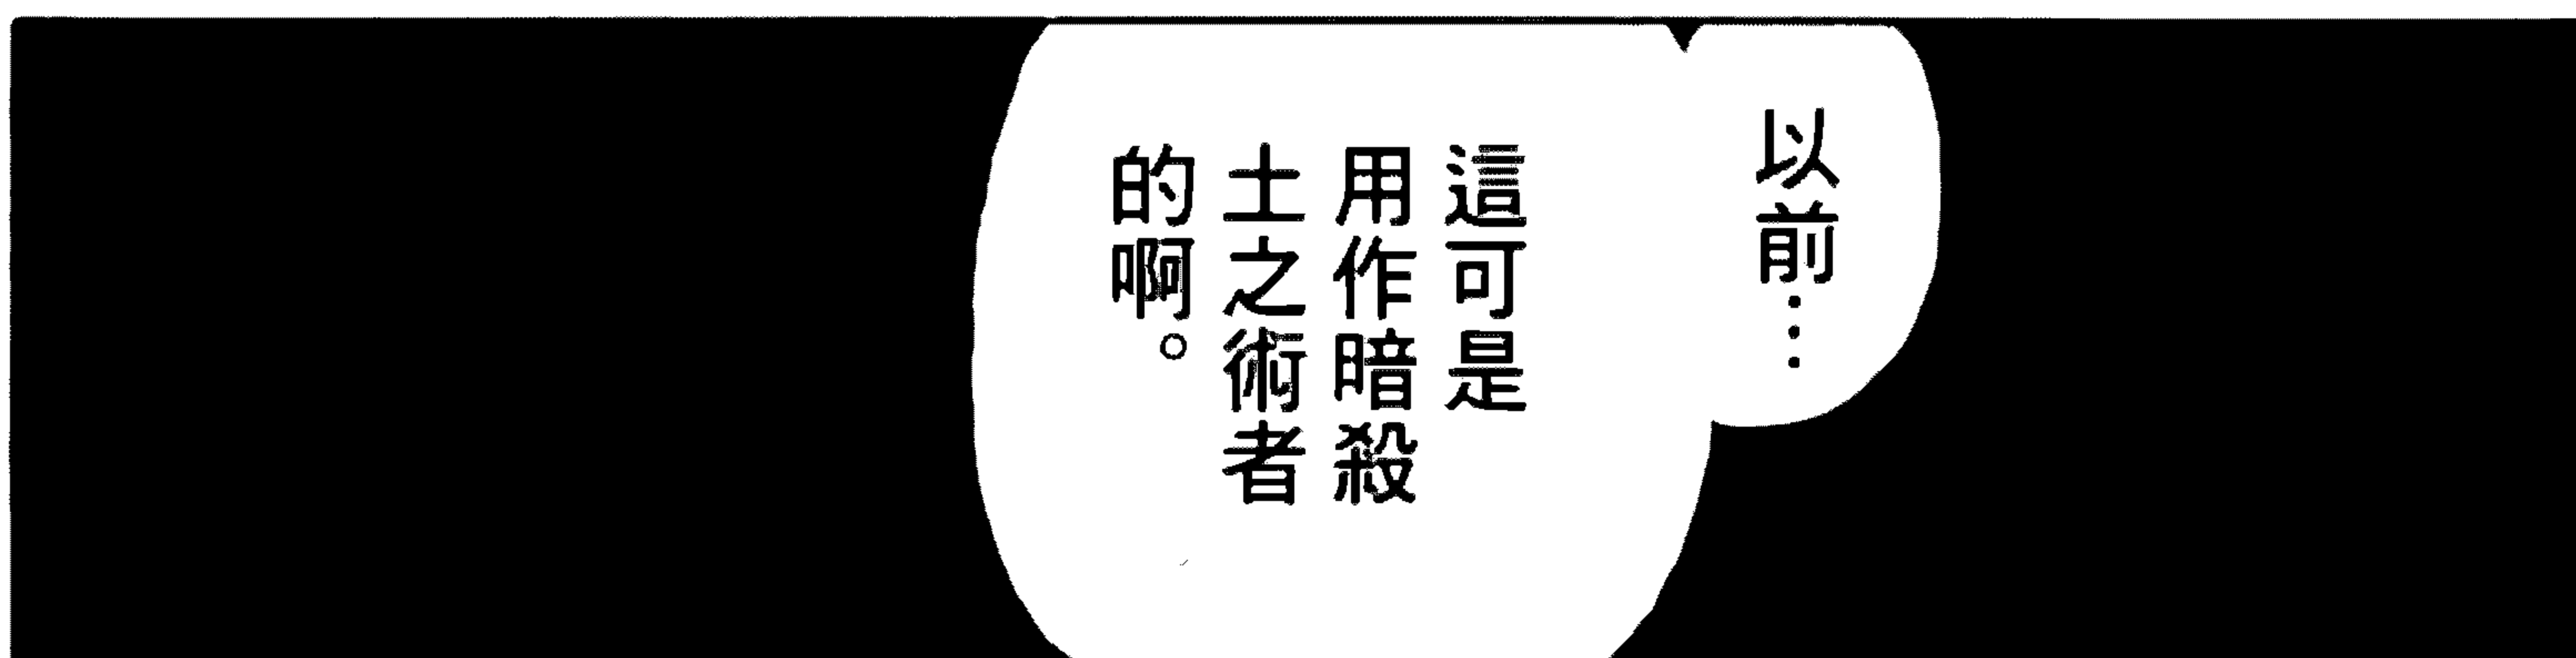 以前…
這可是
用作暗殺
土之術者
的啊。